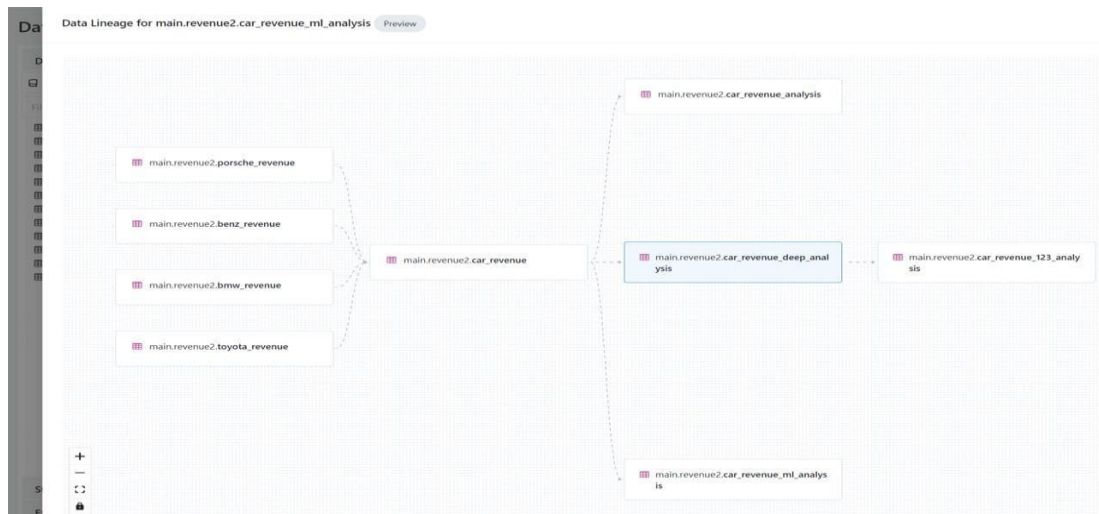 Da
Data Lineage for main.revenue2.car_revenue_ml_analysis Preview
D
main.revenue2.car_revenue_analysis
main.revenue2.porsche_revenue
main.revenue2.benz_revenue
main.revenue2.car_revenue
main.revenue2.car_revenue_deep_anal
ysis
main.revenue2.car_revenue_123_analy
sis
main.revenue2.bmw_revenue
main.revenue2.toyota_revenue
main.revenue2.car_revenue_ml_analys
is